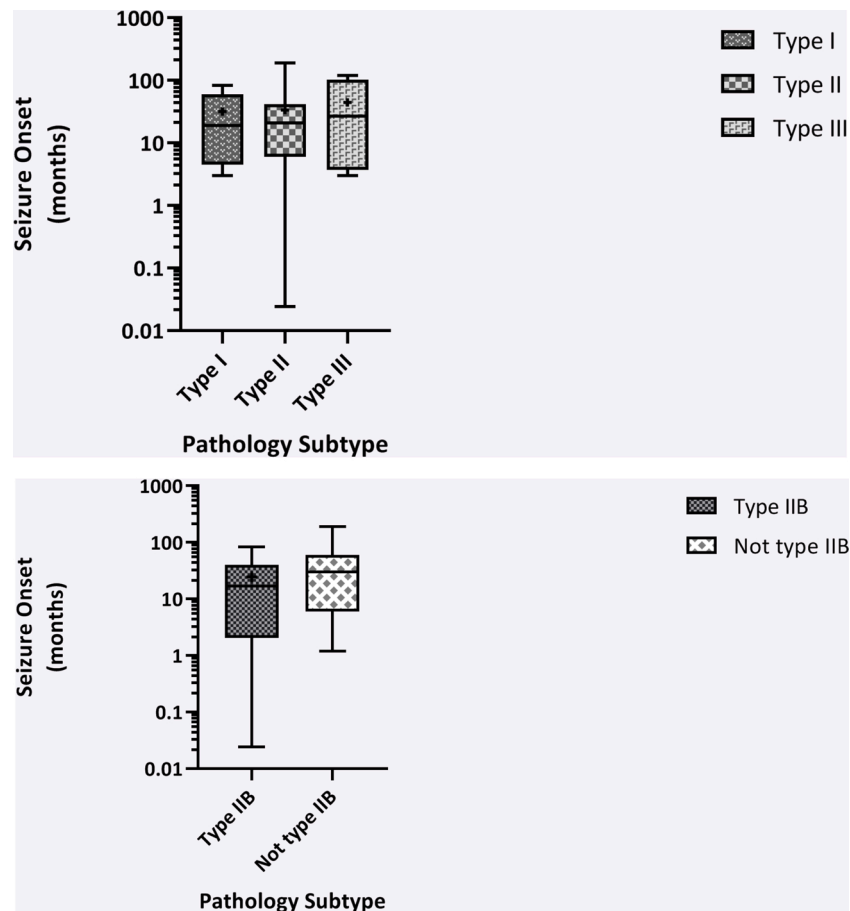 1000
100
10
1
0.1
0.01
Seizure Onset
(months)
Type I
Type II
Type III
Pathology Subtype
Type I
Type II
Type III
1000
100
10
1
0.1
0.01
Seizure Onset
(months)
Type IIB
Not type IIB
Pathology Subtype
Type IIB
Not type IIB